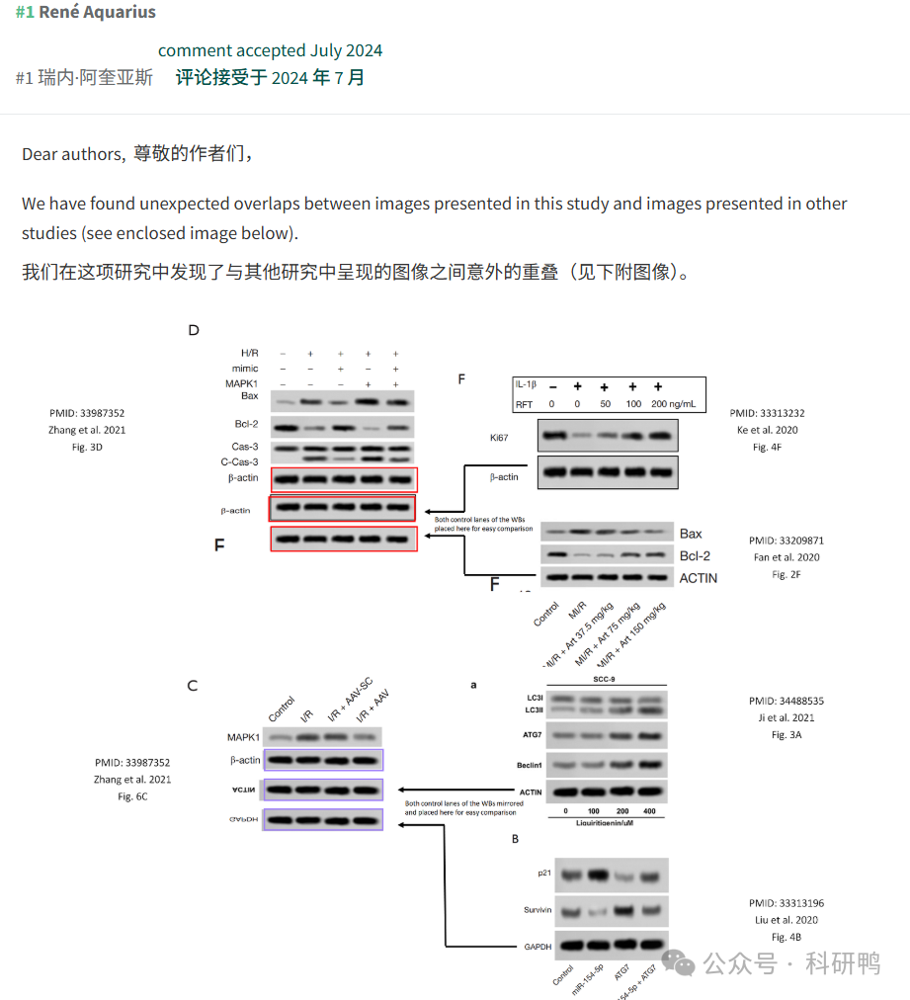 #1 René Aquarius
comment accepted July 2024
#1 瑞内·阿奎亚斯 评论接受于 2024 年 7 月
Dear authors, 尊敬的作者们，
We have found unexpected overlaps between images presented in this study and images presented in other
studies (see enclosed image below).
我们在这项研究中发现了与其他研究中呈现的图像之间意外的重叠（见下附图像）。
D
H/R − + + + +
mimic − − + − +
MAPK1 − − − + +
Bax
Bcl-2
Cas-3
C-Cas-3
β-actin
β-actin
F
PMID: 33987352
Zhang et al. 2021
Fig. 3D
F
IL-1β − + + + +
RFT 0 0 50 100 200 ng/mL
Ki67
β-actin
PMID: 33313232
Ke et al. 2020
Fig. 4F
Both control lanes of the WBs
placed here for easy comparison
Bax
Bcl-2
ACTIN
F
Control
MI/R
MI/R + Art 37.5 mg/kg
MI/R + Art 75 mg/kg
MI/R + Art 150 mg/kg
PMID: 33209871
Fan et al. 2020
Fig. 2F
C
Control
I/R
I/R + AAV-SC
I/R + AAV
MAPK1
β-actin
ACTIN
GAPDH
PMID: 33987352
Zhang et al. 2021
Fig. 6C
a
SCC-9
LC3I
LC3II
ATG7
Beclin1
ACTIN
0 100 200 400
Liquiritigenin/uM
PMID: 34488535
Ji et al. 2021
Fig. 3A
Both control lanes of the WBs mirrored
and placed here for easy comparison
B
p21
Survivin
GAPDH
Control
miR-154-5p
ATG7
154-5p + ATG7
PMID: 33313196
Liu et al. 2020
Fig. 4B
公众号 · 科研鸭